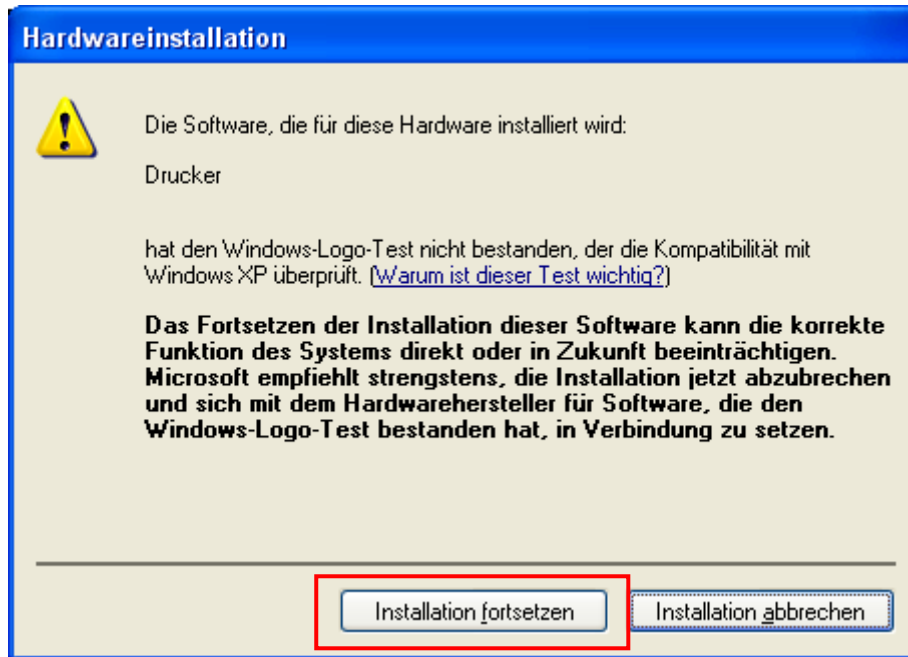 Hardwareinstallation
Die Software, die für diese Hardware installiert wird:
Drucker
hat den Windows-Logo-Test nicht bestanden, der die Kompatibilität mit
Windows XP überprüft. (Warum ist dieser Test wichtig?)
Das Fortsetzen der Installation dieser Software kann die korrekte
Funktion des Systems direkt oder in Zukunft beeinträchtigen.
Microsoft empfiehlt strengstens, die Installation jetzt abzubrechen
und sich mit dem Hardwarehersteller für Software, die den
Windows-Logo-Test bestanden hat, in Verbindung zu setzen.
Installation fortsetzen Installation abbrechen